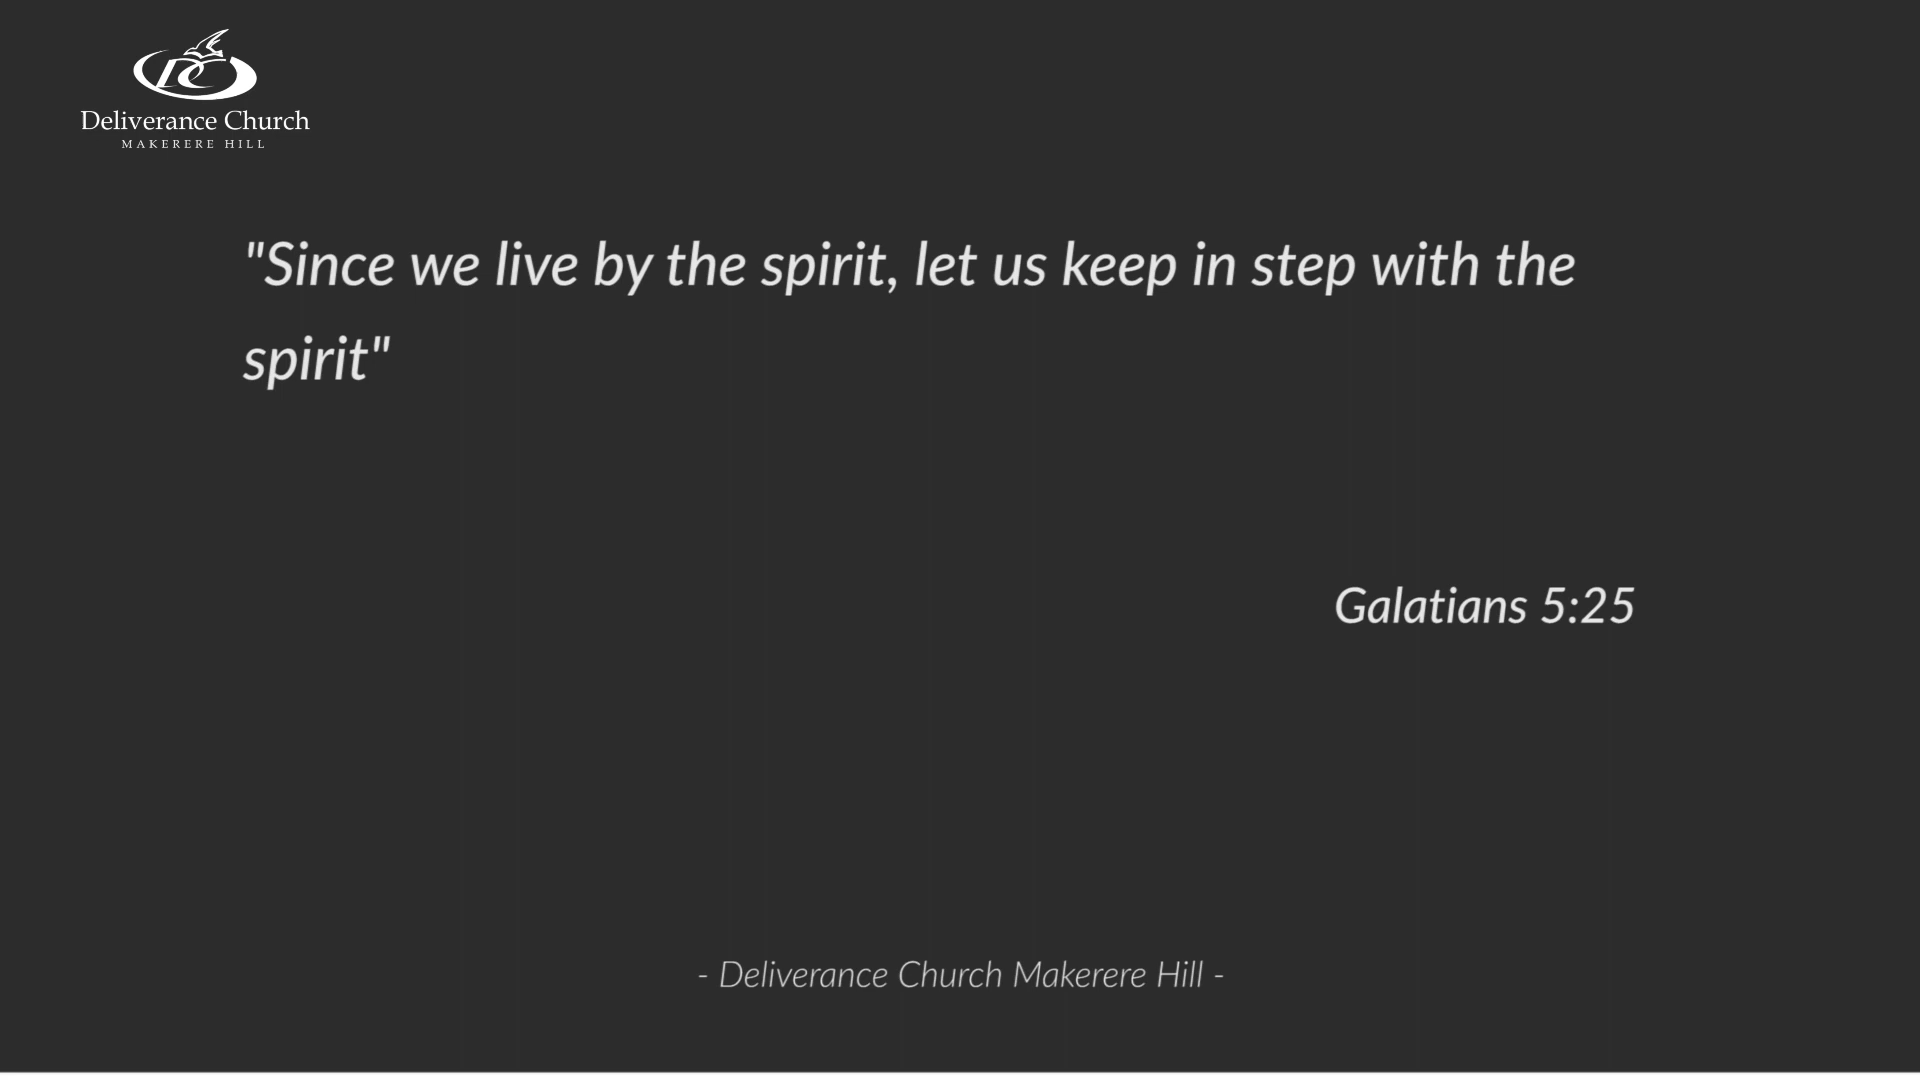 Deliverance Church
MAKERERE HILL
"Since we live by the spirit, let us keep in step with the
spirit"
Galatians 5:25
- Deliverance Church Makerere Hill -